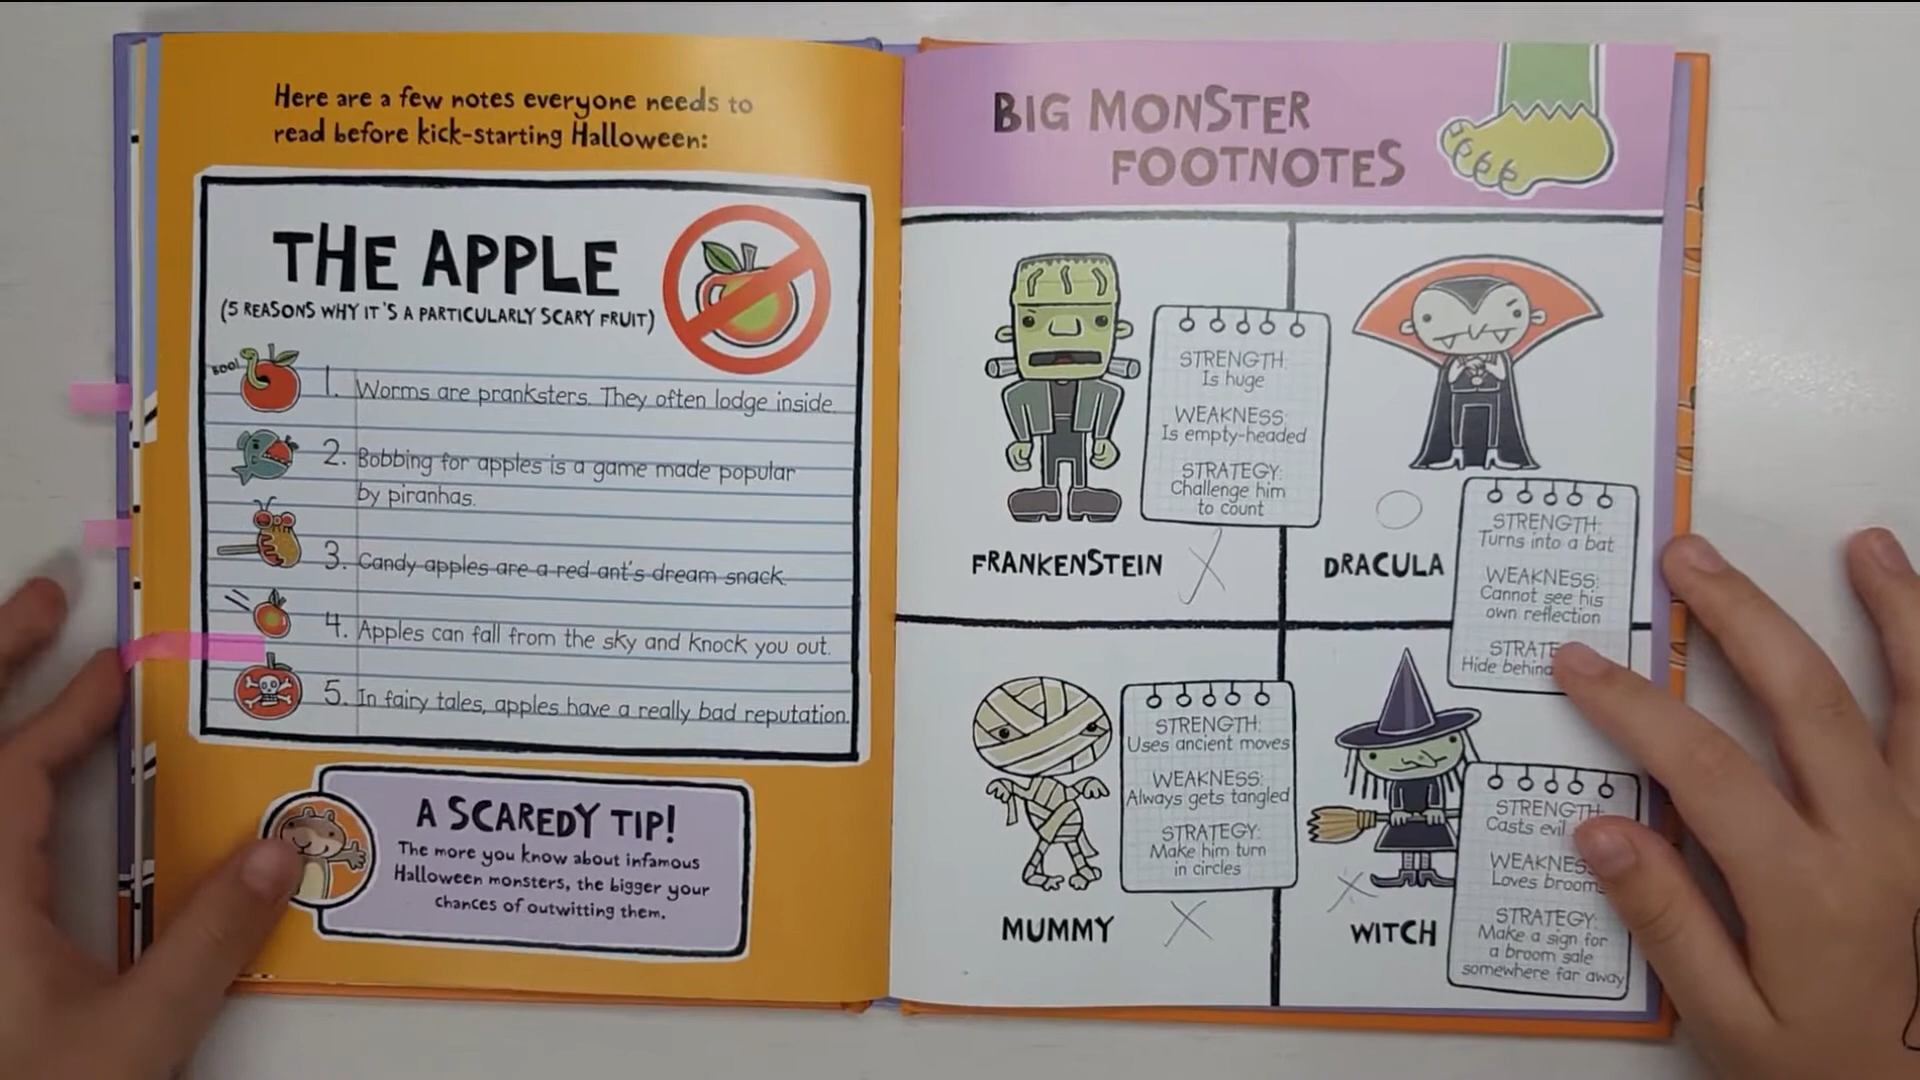 Here are a few notes everyone needs to
read before kick-starting Halloween:
THE APPLE
(5 REASONS WHY IT'S A PARTICULARLY SCARY FRUIT)
BOO!
1. Worms are pranksters. They often lodge inside.
2. Bobbing for apples is a game made popular
by piranhas.
3. Candy apples are a red ant's dream snack.
4. Apples can fall from the sky and knock you out.
5. In fairy tales, apples have a really bad reputation.
A SCAREDY TIP!
The more you know about infamous
Halloween monsters, the bigger your
chances of outwitting them.
BIG MONSTER
FOOTNOTES
STRENGTH:
Is huge
WEAKNESS:
Is empty-headed
STRATEGY:
Challenge him
to count
FRANKENSTEIN
STRENGTH:
Turns into a bat
WEAKNESS:
Cannot see his
own reflection
Hide behind
DRACULA
STRENGTH:
Uses ancient moves
WEAKNESS:
Always gets tangled
STRATEGY:
Make him turn
in circles
MUMMY
STRENGTH:
Casts evil
WEAKNESS
Loves brooms
STRATEGY:
Make a sign for
a broom sale
somewhere far away
WITCH